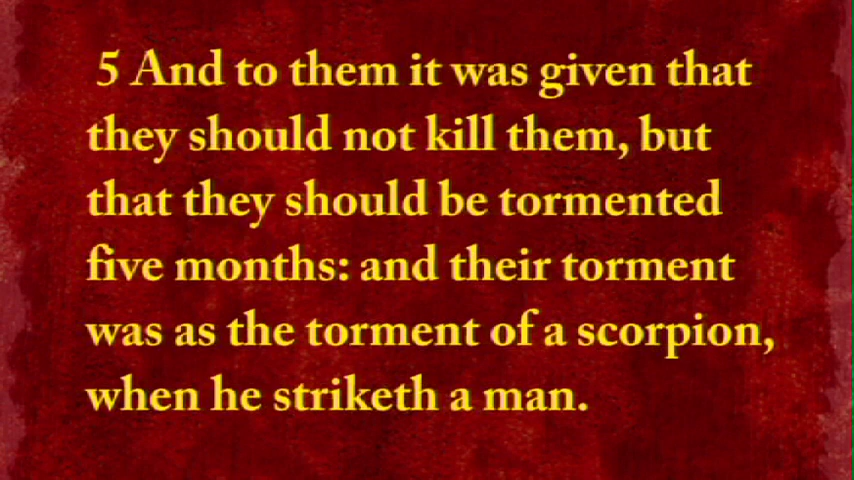 5 And to them it was given that
they should not kill them, but
that they should be tormented
five months: and their torment
was as the torment of a scorpion,
when he striketh a man.